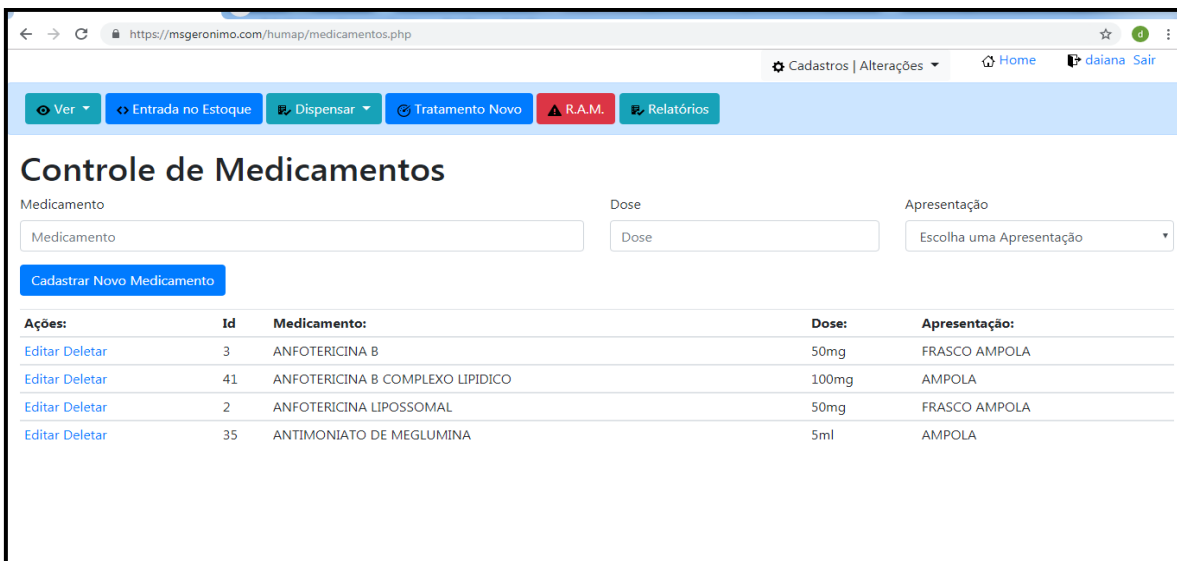 https://msgeronimo.com/humap/medicamentos.php d
Cadastros | Alterações Home daiana Sair
Ver Entrada no Estoque Dispensar Tratamento Novo R.A.M. Relatórios
Controle de Medicamentos
Medicamento Dose Apresentação
Medicamento Dose Escolha uma Apresentação
Cadastrar Novo Medicamento
Ações: Id Medicamento: Dose: Apresentação:
Editar Deletar 3 ANFOTERICINA B 50mg FRASCO AMPOLA
Editar Deletar 41 ANFOTERICINA B COMPLEXO LIPIDICO 100mg AMPOLA
Editar Deletar 2 ANFOTERICINA LIPOSSOMAL 50mg FRASCO AMPOLA
Editar Deletar 35 ANTIMONIATO DE MEGLUMINA 5ml AMPOLA